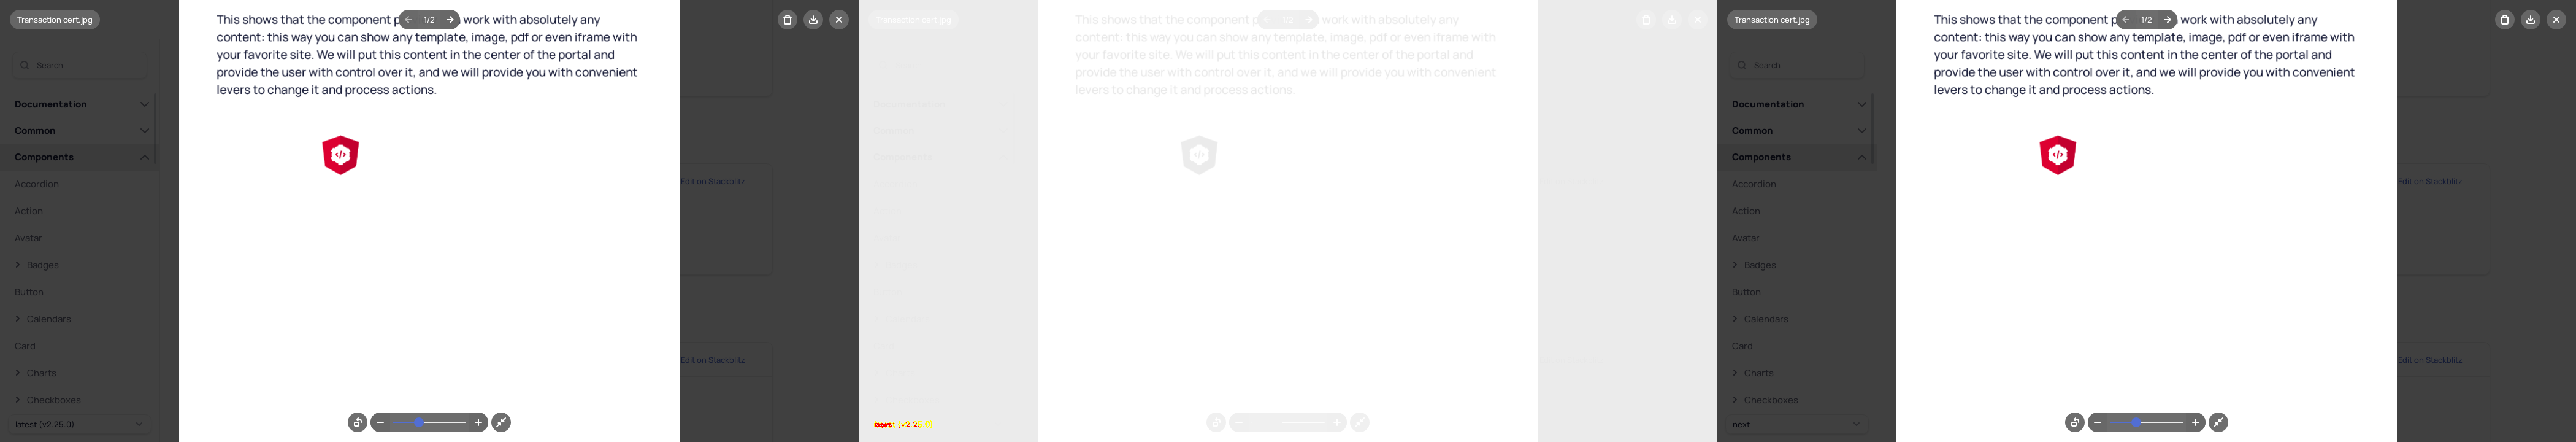 Transaction cert.jpg
1/2
This shows that the component p work with absolutely any
content: this way you can show any template, image, pdf or even iframe with
your favorite site. We will put this content in the center of the portal and
provide the user with control over it, and we will provide you with convenient
levers to change it and process actions.
Search
Documentation
Common
Components
Accordion
Action
Avatar
Badges
Button
Calendars
Card
Charts
Checkboxes
latest (v2.25.0)
Edit on Stackblitz
Edit on Stackblitz
Transaction cert.jpg
1/2
This shows that the component p work with absolutely any
content: this way you can show any template, image, pdf or even iframe with
your favorite site. We will put this content in the center of the portal and
provide the user with control over it, and we will provide you with convenient
levers to change it and process actions.
Documentation
Common
Components
(v2.25.0)
Transaction cert.jpg
1/2
This shows that the component p work with absolutely any
content: this way you can show any template, image, pdf or even iframe with
your favorite site. We will put this content in the center of the portal and
provide the user with control over it, and we will provide you with convenient
levers to change it and process actions.
Search
Documentation
Common
Components
Accordion
Action
Avatar
Badges
Button
Calendars
Card
Charts
Checkboxes
next
Edit on Stackblitz
Edit on Stackblitz